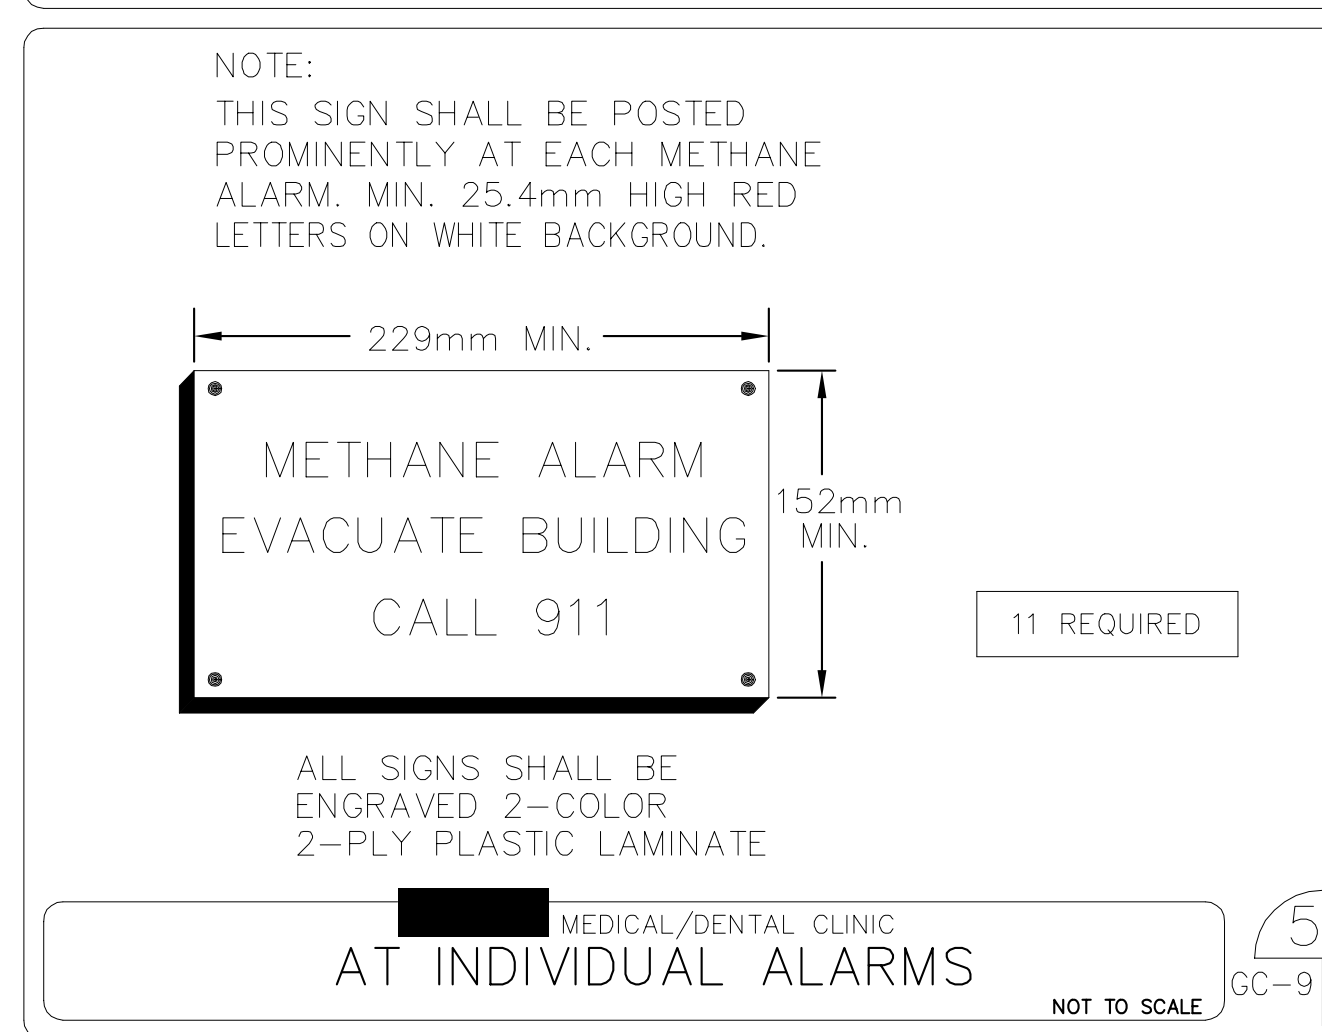 NOTE:
THIS SIGN SHALL BE POSTED
PROMINENTLY AT EACH METHANE
ALARM. MIN. 25.4mm HIGH RED
LETTERS ON WHITE BACKGROUND.
229mm MIN.
METHANE ALARM
EVACUATE BUILDING
CALL 911
152mm
MIN.
11 REQUIRED
ALL SIGNS SHALL BE
ENGRAVED 2-COLOR
2-PLY PLASTIC LAMINATE
MEDICAL/DENTAL CLINIC
AT INDIVIDUAL ALARMS
NOT TO SCALE
5
GC-9